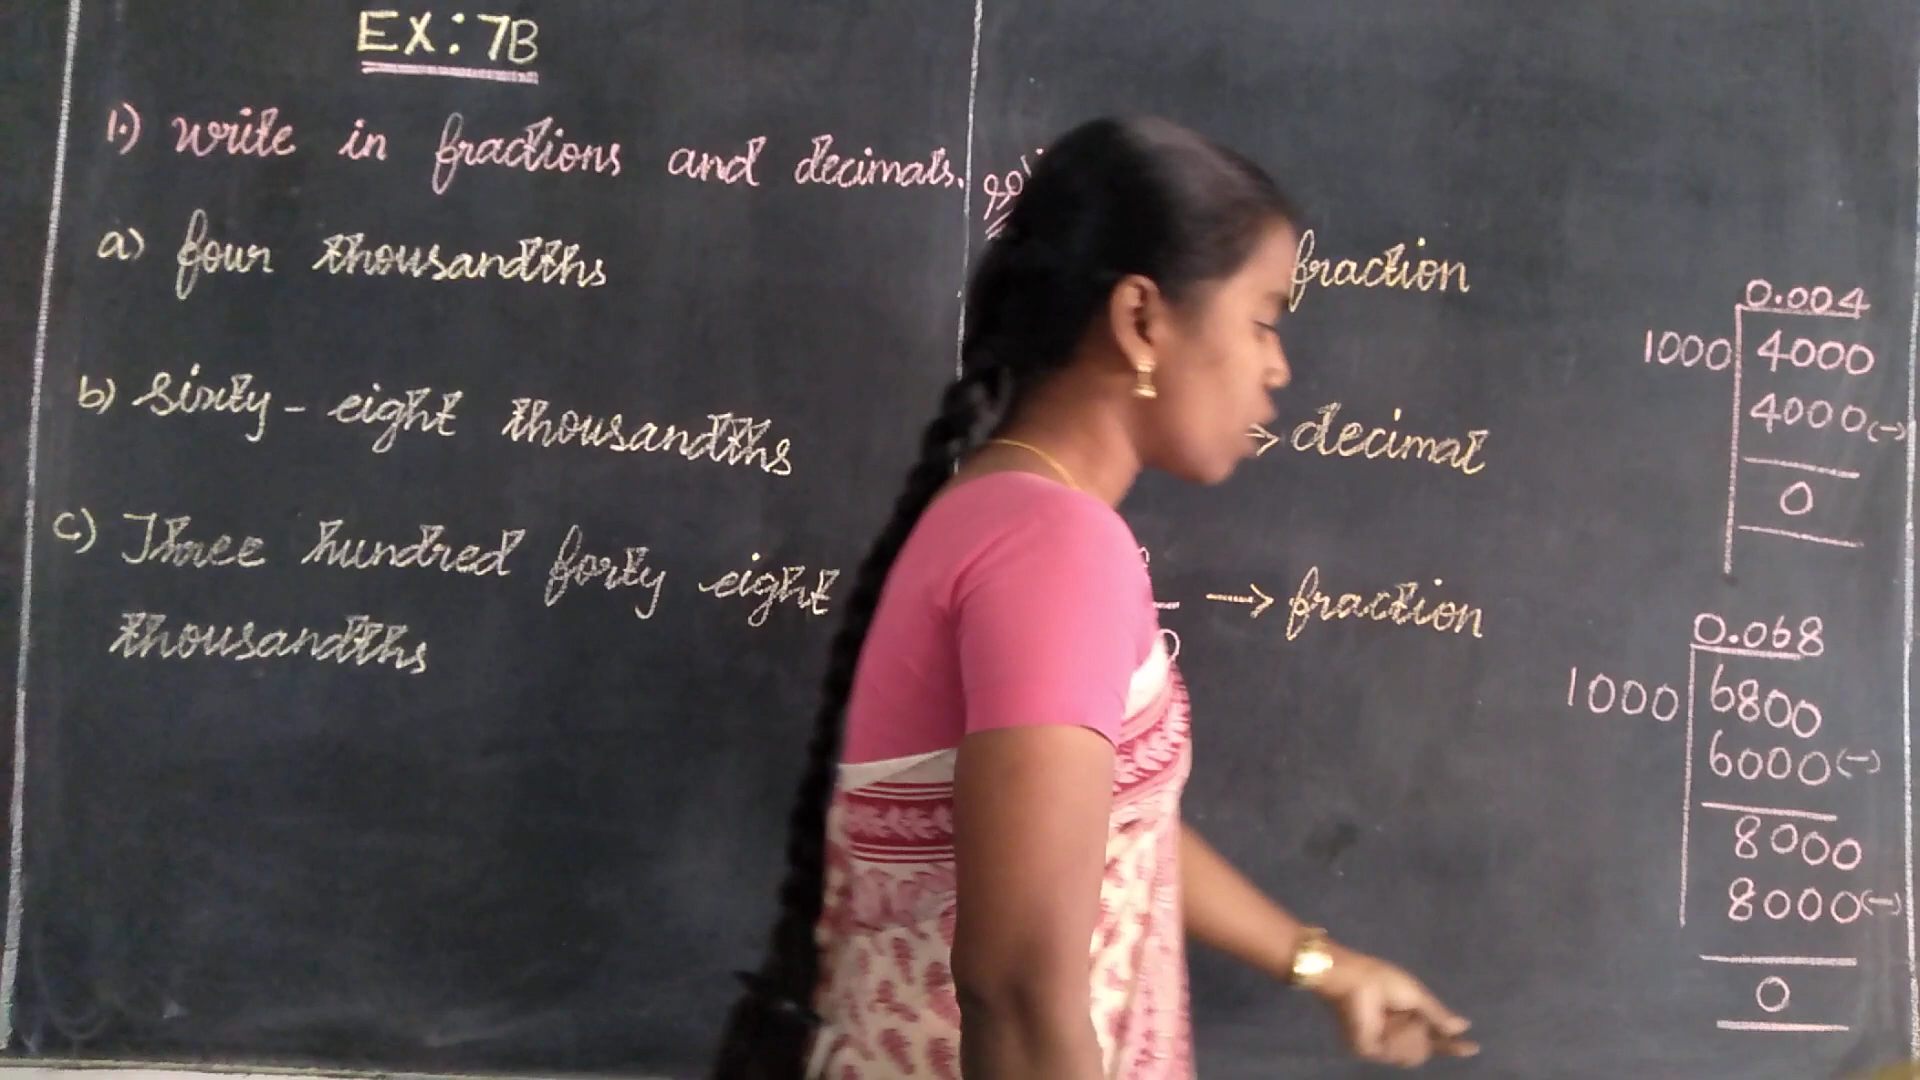 EX: 7B
1.) write in fractions and decimals.
a) four thousandths
b) sixty-eight thousandths
c) Three hundred forty eight
thousandths
fraction
→ decimal
→ fraction
0.004
1000 4000
4000(-)
0
0.068
1000 6800
6000(-)
8000
8000(-)
0